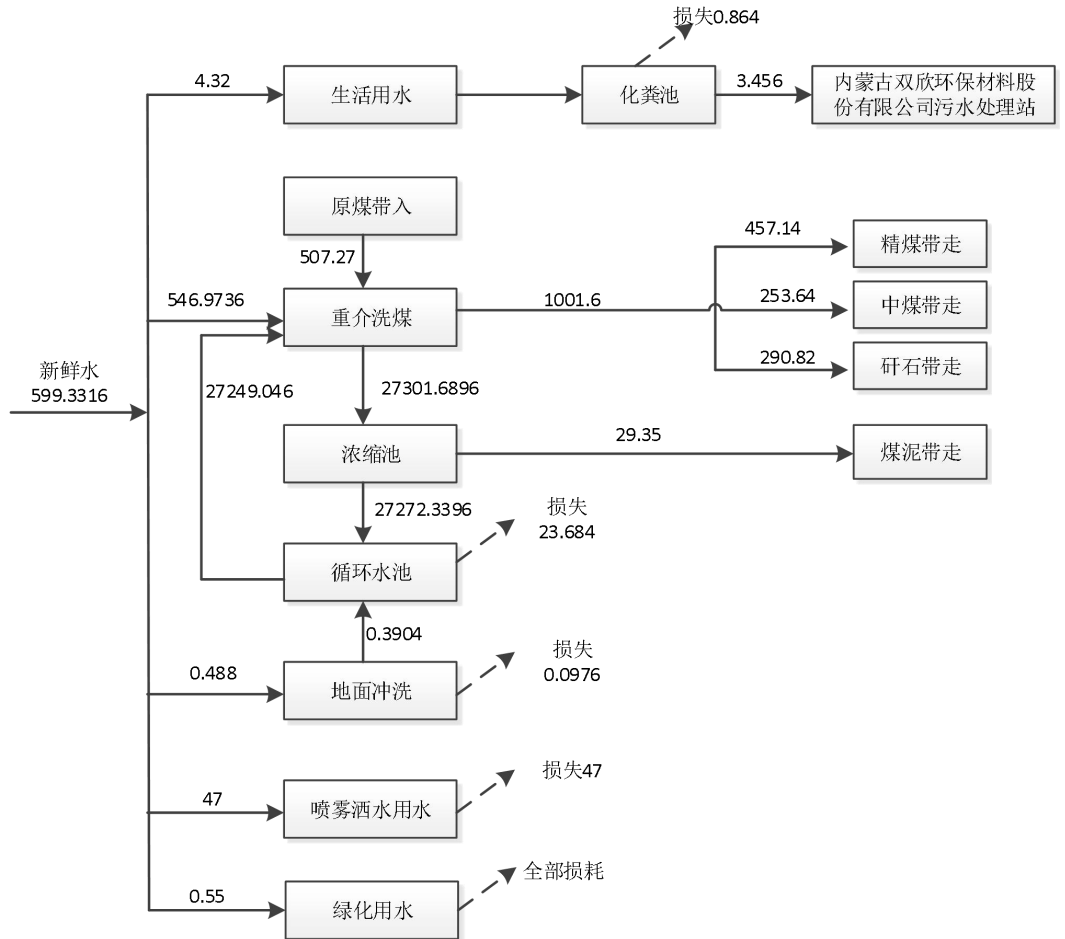 损失0.864
4.32
生活用水
化粪池
3.456
内蒙古双欣环保材料股
份有限公司污水处理站
原煤带入
507.27
457.14
精煤带走
546.9736
重介洗煤
1001.6
253.64
中煤带走
新鲜水
599.3316
27249.046
27301.6896
290.82
矸石带走
浓缩池
29.35
煤泥带走
27272.3396
损失
23.684
循环水池
0.3904
损失
0.0976
0.488
地面冲洗
损失47
47
喷雾洒水用水
全部损耗
0.55
绿化用水